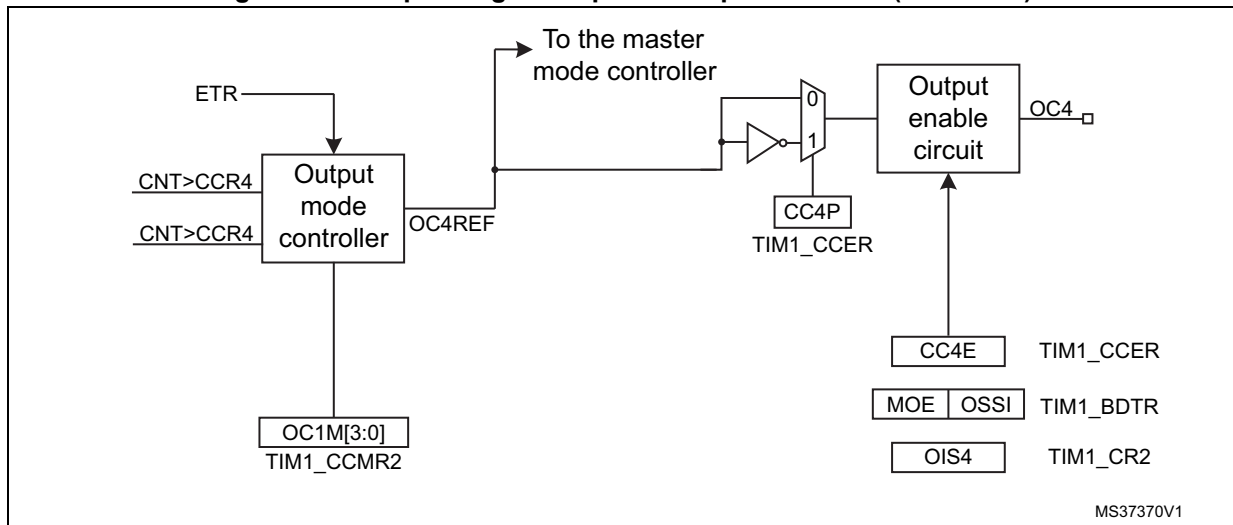 To the master
mode controller
ETR
0
1
Output
enable
circuit
OC4
CNT>CCR4
CNT>CCR4
Output
mode
controller
OC4REF
CC4P
TIM1_CCER
CC4E
TIM1_CCER
MOE OSSI
TIM1_BDTR
OC1M[3:0]
TIM1_CCMR2
OIS4
TIM1_CR2
MS37370V1